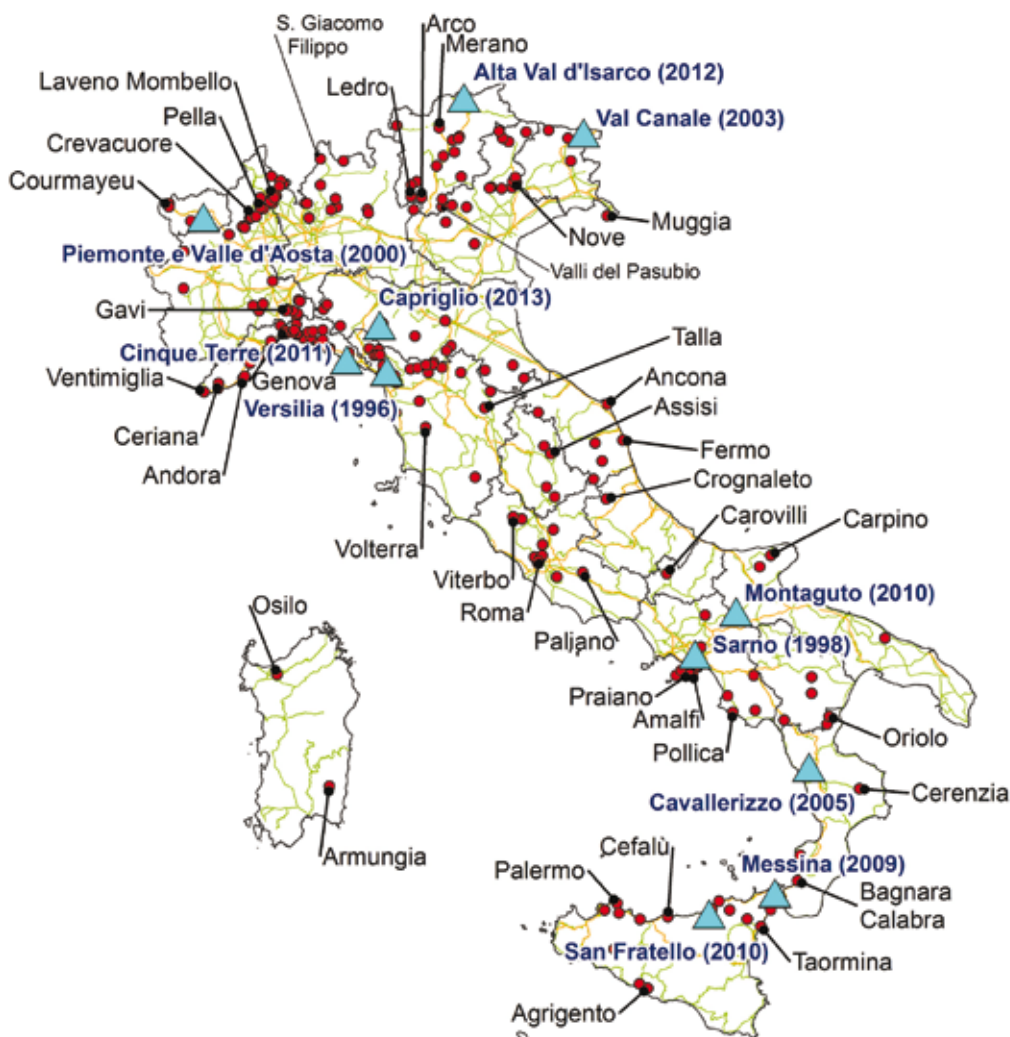 S. Giacomo
Filippo
Arco
Merano
Laveno Mombello
Ledro
Alta Val d'Isarco (2012)
Pella
Val Canale (2003)
Crevacuore
Courmayeu
Muggia
Nove
Piemonte e Valle d'Aosta (2000)
Valli del Pasubio
Capriglio (2013)
Gavi
Talla
Cinque Terre (2011)
Ventimiglia
Genova
Ancona
Versilia (1996)
Assisi
Ceriana
Fermo
Andora
Crognaleto
Volterra
Carovilli
Carpino
Viterbo
Montaguto (2010)
Roma
Osilo
Paljano
Sarno (1998)
Praiano
Amalfi
Oriolo
Pollica
Cavallerizzo (2005)
Cerenzia
Armungia
Cefalù
Messina (2009)
Palermo
Bagnara
Calabra
San Fratello (2010)
Taormina
Agrigento